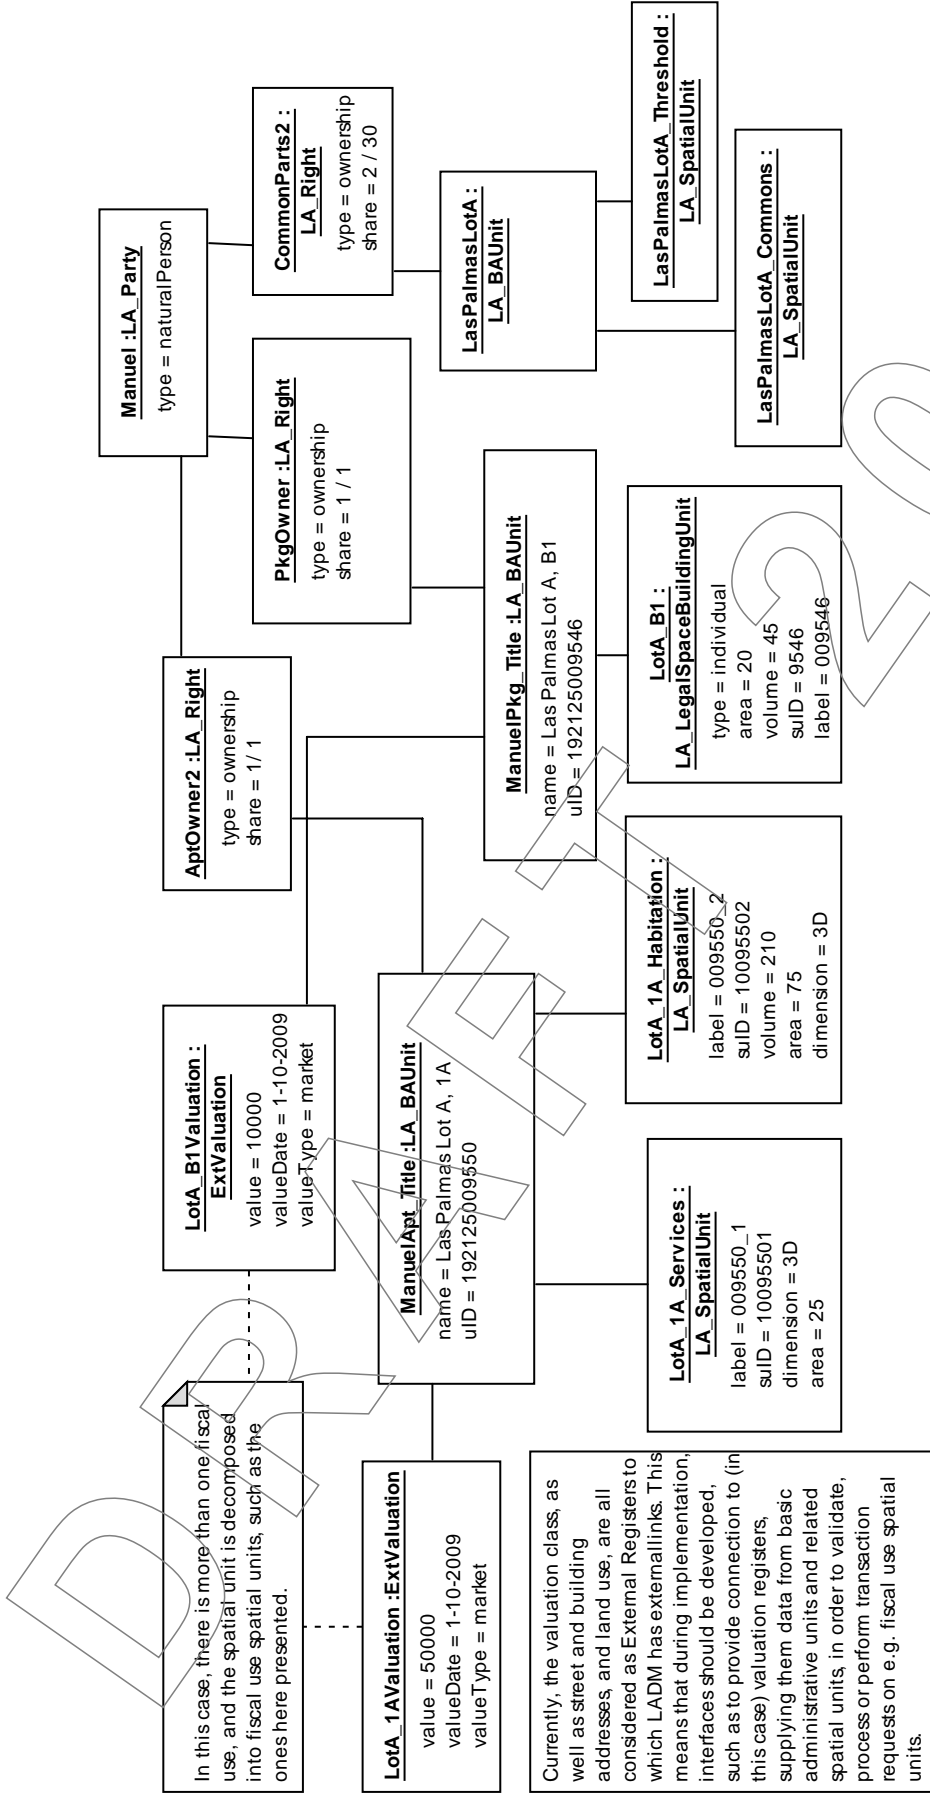 In this case, there is more than one fiscal
use, and the spatial unit is decomposed
into fiscal use spatial units, such as the
ones here presented.
LotA_B1Valuation :
ExtValuation
value = 10000
valueDate = 1-10-2009
valueType = market
AptOwner2 :LA_Right
type = ownership
share = 1/ 1
Manuel :LA_Party
type = naturalPerson
PkgOwner :LA_Right
type = ownership
share = 1 / 1
CommonParts2 :
LA_Right
type = ownership
share = 2 / 30
LotA_1AValuation :ExtValuation
value = 50000
valueDate = 1-10-2009
valueType = market
ManuelApt_Title :LA_BAUnit
name = Las Palmas Lot A, 1A
uID = 192125009550
ManuelPkg_Title :LA_BAUnit
name = Las Palmas Lot A, B1
uID = 192125009546
LasPalmasLotA :
LA_BAUnit
Currently, the valuation class, as
well as street and building
addresses, and land use, are all
considered as External Registers to
which LADM has external links. This
means that during implementation,
interfaces should be developed,
such as to provide connection to (in
this case) valuation registers,
supplying them data from basic
administrative units and related
spatial units, in order to validate,
process or perform transaction
requests on e.g. fiscal use spatial
units.
LotA_1A_Services :
LA_SpatialUnit
label = 009550_1
suID = 10095501
dimension = 3D
area = 25
LotA_1A_Habitation :
LA_SpatialUnit
label = 009550_2
suID = 10095502
volume = 210
area = 75
dimension = 3D
LotA_B1 :
LA_LegalSpaceBuildingUnit
type = individual
area = 20
volume = 45
suID = 9546
label = 009546
LasPalmasLotA_Threshold :
LA_SpatialUnit
LasPalmasLotA_Commons :
LA_SpatialUnit
DRAFT 20